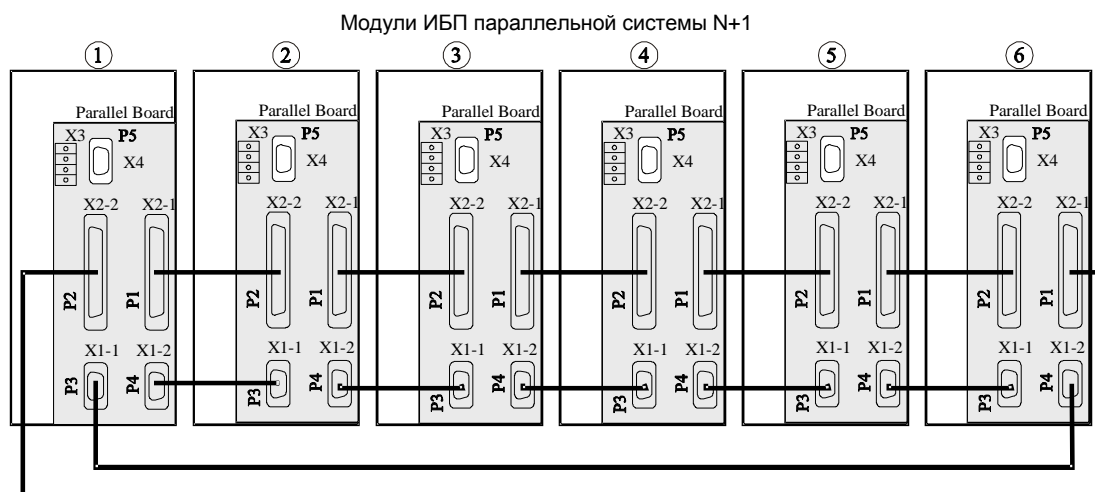 Модули ИБП параллельной системы N+1
1 2 3 4 5 6
Parallel Board Parallel Board Parallel Board Parallel Board Parallel Board Parallel Board
X3 P5 X3 P5 X3 P5 X3 P5 X3 P5 X3 P5
X4 X4 X4 X4 X4 X4
X2-2 X2-1 X2-2 X2-1 X2-2 X2-1 X2-2 X2-1 X2-2 X2-1 X2-2 X2-1
P2 P1 P2 P1 P2 P1 P2 P1 P2 P1 P2 P1
X1-1 X1-2 X1-1 X1-2 X1-1 X1-2 X1-1 X1-2 X1-1 X1-2 X1-1 X1-2
P3 P4 P3 P4 P3 P4 P3 P4 P3 P4 P3 P4